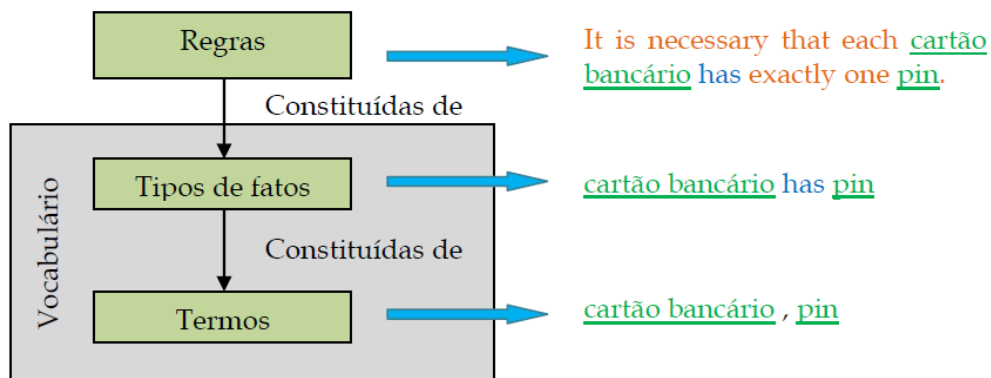 Regras
It is necessary that each cartão
bancário has exactly one pin.
Constituídas de
Vocabulário
Tipos de fatos
cartão bancário has pin
Constituídas de
Termos
cartão bancário , pin